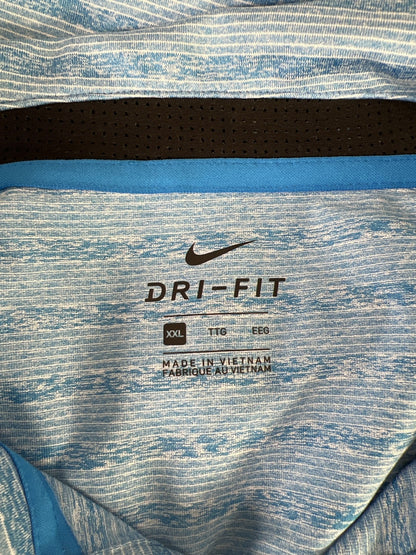 DRI-FIT
XXL TTG EEG
MADE IN VIETNAM
FABRIQUE AU VIETNAM